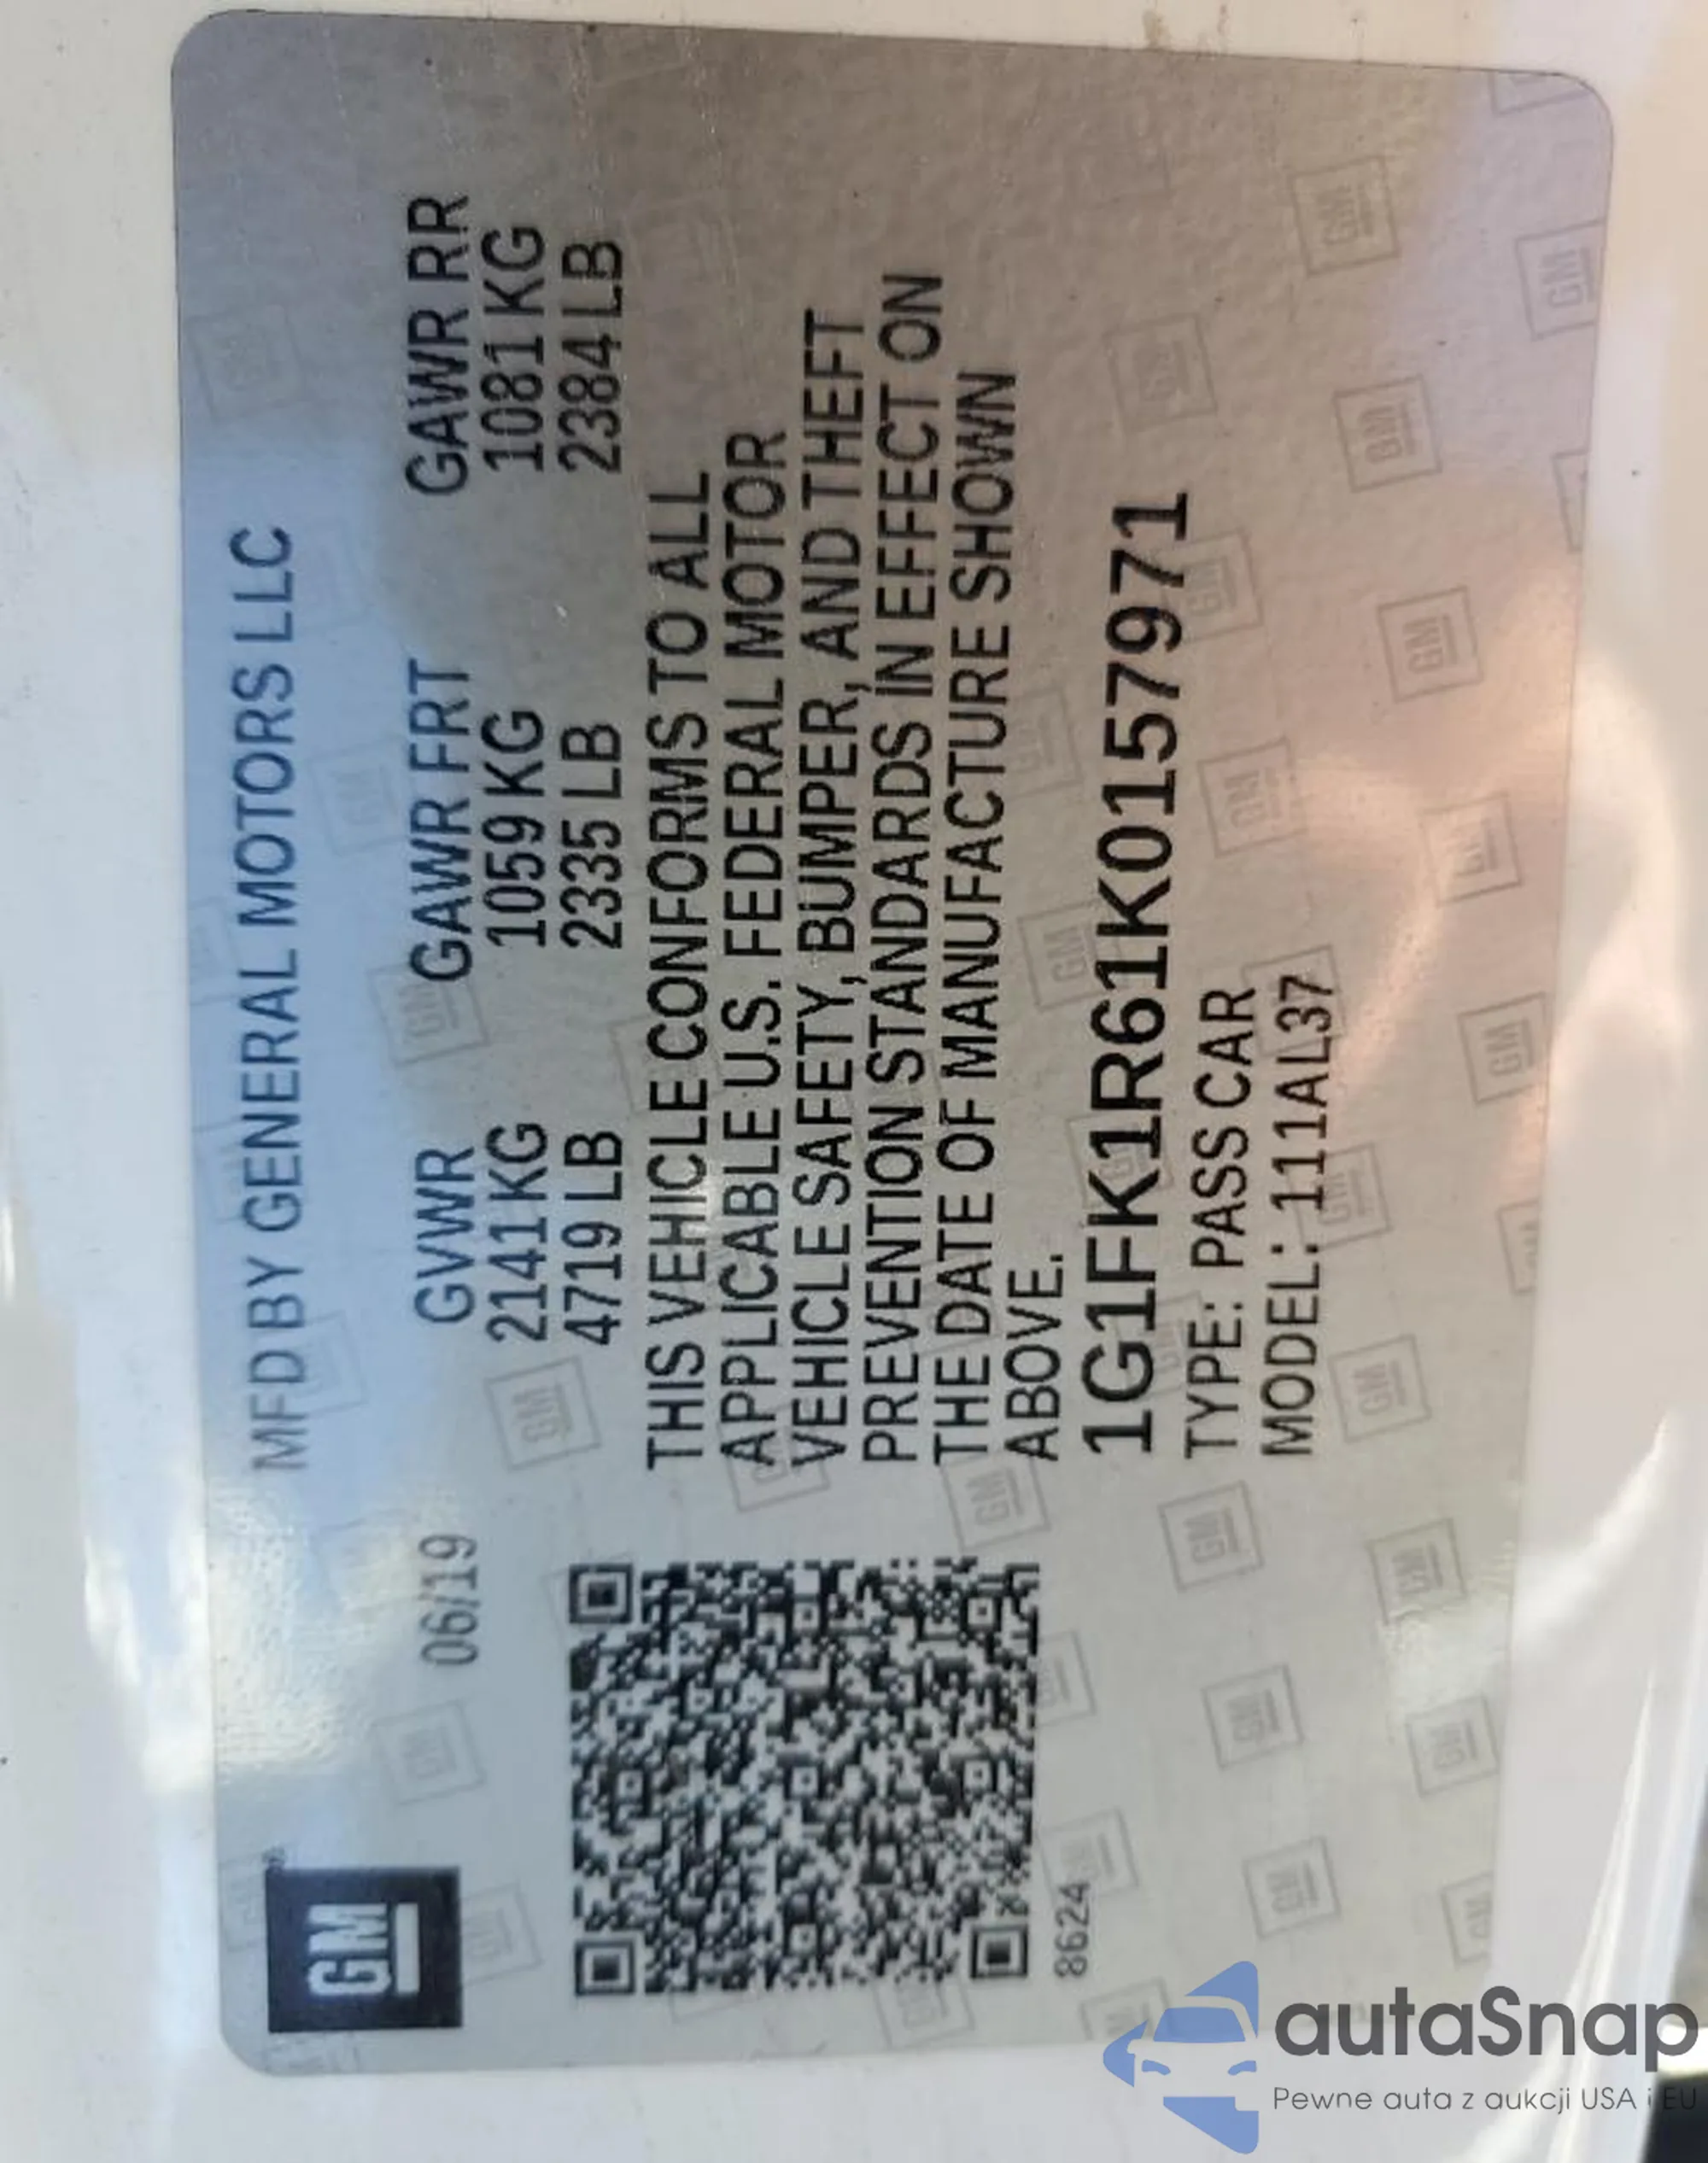 GM
MFD BY GENERAL MOTORS LLC
06/19
GVWR GAWR FRT GAWR RR
2141 KG 1059 KG 1081 KG
4719 LB 2335 LB 2384 LB
THIS VEHICLE CONFORMS TO ALL
APPLICABLE U.S. FEDERAL MOTOR
VEHICLE SAFETY, BUMPER, AND THEFT
PREVENTION STANDARDS IN EFFECT ON
THE DATE OF MANUFACTURE SHOWN
ABOVE.
1G1FK1R61K0157971
TYPE: PASS CAR
MODEL: 111AL37
8624
autaSnap
Pewne auta z aukcji USA i EU